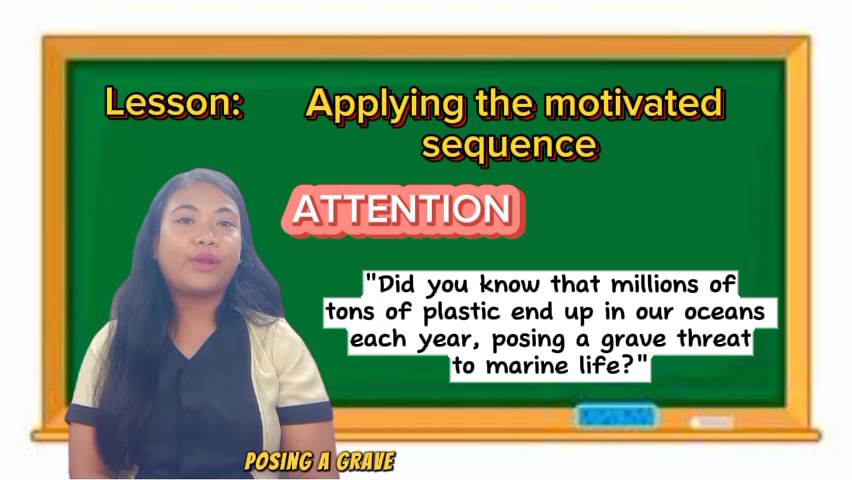 Lesson: Applying the motivated
sequence
ATTENTION
"Did you know that millions of
tons of plastic end up in our oceans
each year, posing a grave threat
to marine life?"
POSING A GRAVE